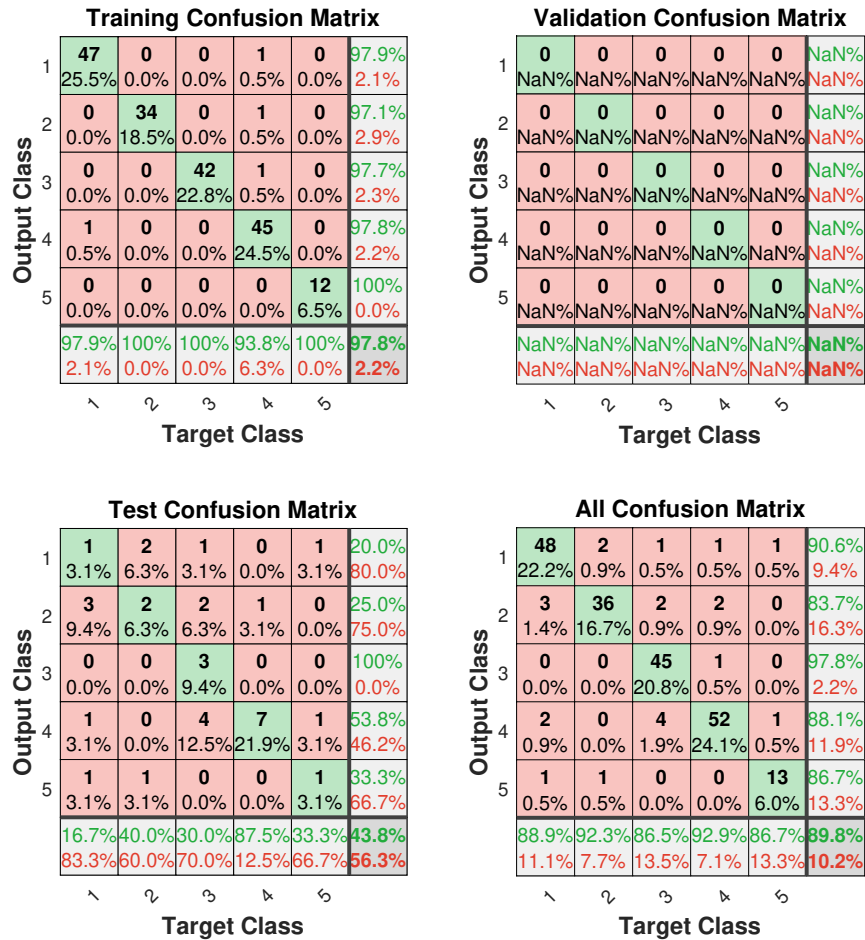 Training Confusion Matrix
47 0 0 1 0 97.9%
1
25.5% 0.0% 0.0% 0.5% 0.0% 2.1%
0 34 0 1 0 97.1%
2
0.0% 18.5% 0.0% 0.5% 0.0% 2.9%
0 0 42 1 0 97.7%
3
0.0% 0.0% 22.8% 0.5% 0.0% 2.3%
1 0 0 45 0 97.8%
4
0.5% 0.0% 0.0% 24.5% 0.0% 2.2%
0 0 0 0 12 100%
5
0.0% 0.0% 0.0% 0.0% 6.5% 0.0%
97.9% 100% 100% 93.8% 100% 97.8%
2.1% 0.0% 0.0% 6.3% 0.0% 2.2%
1 2 3 4 5
Target Class
Output Class
Validation Confusion Matrix
0 0 0 0 0 NaN%
1
NaN% NaN% NaN% NaN% NaN% NaN%
0 0 0 0 0 NaN%
2
NaN% NaN% NaN% NaN% NaN% NaN%
0 0 0 0 0 NaN%
3
NaN% NaN% NaN% NaN% NaN% NaN%
0 0 0 0 0 NaN%
4
NaN% NaN% NaN% NaN% NaN% NaN%
0 0 0 0 0 NaN%
5
NaN% NaN% NaN% NaN% NaN% NaN%
NaN% NaN% NaN% NaN% NaN% NaN%
NaN% NaN% NaN% NaN% NaN% NaN%
1 2 3 4 5
Target Class
Output Class
Test Confusion Matrix
1 2 1 0 1 20.0%
1
3.1% 6.3% 3.1% 0.0% 3.1% 80.0%
3 2 2 1 0 25.0%
2
9.4% 6.3% 6.3% 3.1% 0.0% 75.0%
0 0 3 0 0 100%
3
0.0% 0.0% 9.4% 0.0% 0.0% 0.0%
1 0 4 7 1 53.8%
4
3.1% 0.0% 12.5% 21.9% 3.1% 46.2%
1 1 0 0 1 33.3%
5
3.1% 3.1% 0.0% 0.0% 3.1% 66.7%
16.7% 40.0% 30.0% 87.5% 33.3% 43.8%
83.3% 60.0% 70.0% 12.5% 66.7% 56.3%
1 2 3 4 5
Target Class
Output Class
All Confusion Matrix
48 2 1 1 1 90.6%
1
22.2% 0.9% 0.5% 0.5% 0.5% 9.4%
3 36 2 2 0 83.7%
2
1.4% 16.7% 0.9% 0.9% 0.0% 16.3%
0 0 45 1 0 97.8%
3
0.0% 0.0% 20.8% 0.5% 0.0% 2.2%
2 0 4 52 1 88.1%
4
0.9% 0.0% 1.9% 24.1% 0.5% 11.9%
1 1 0 0 13 86.7%
5
0.5% 0.5% 0.0% 0.0% 6.0% 13.3%
88.9% 92.3% 86.5% 92.9% 86.7% 89.8%
11.1% 7.7% 13.5% 7.1% 13.3% 10.2%
1 2 3 4 5
Target Class
Output Class